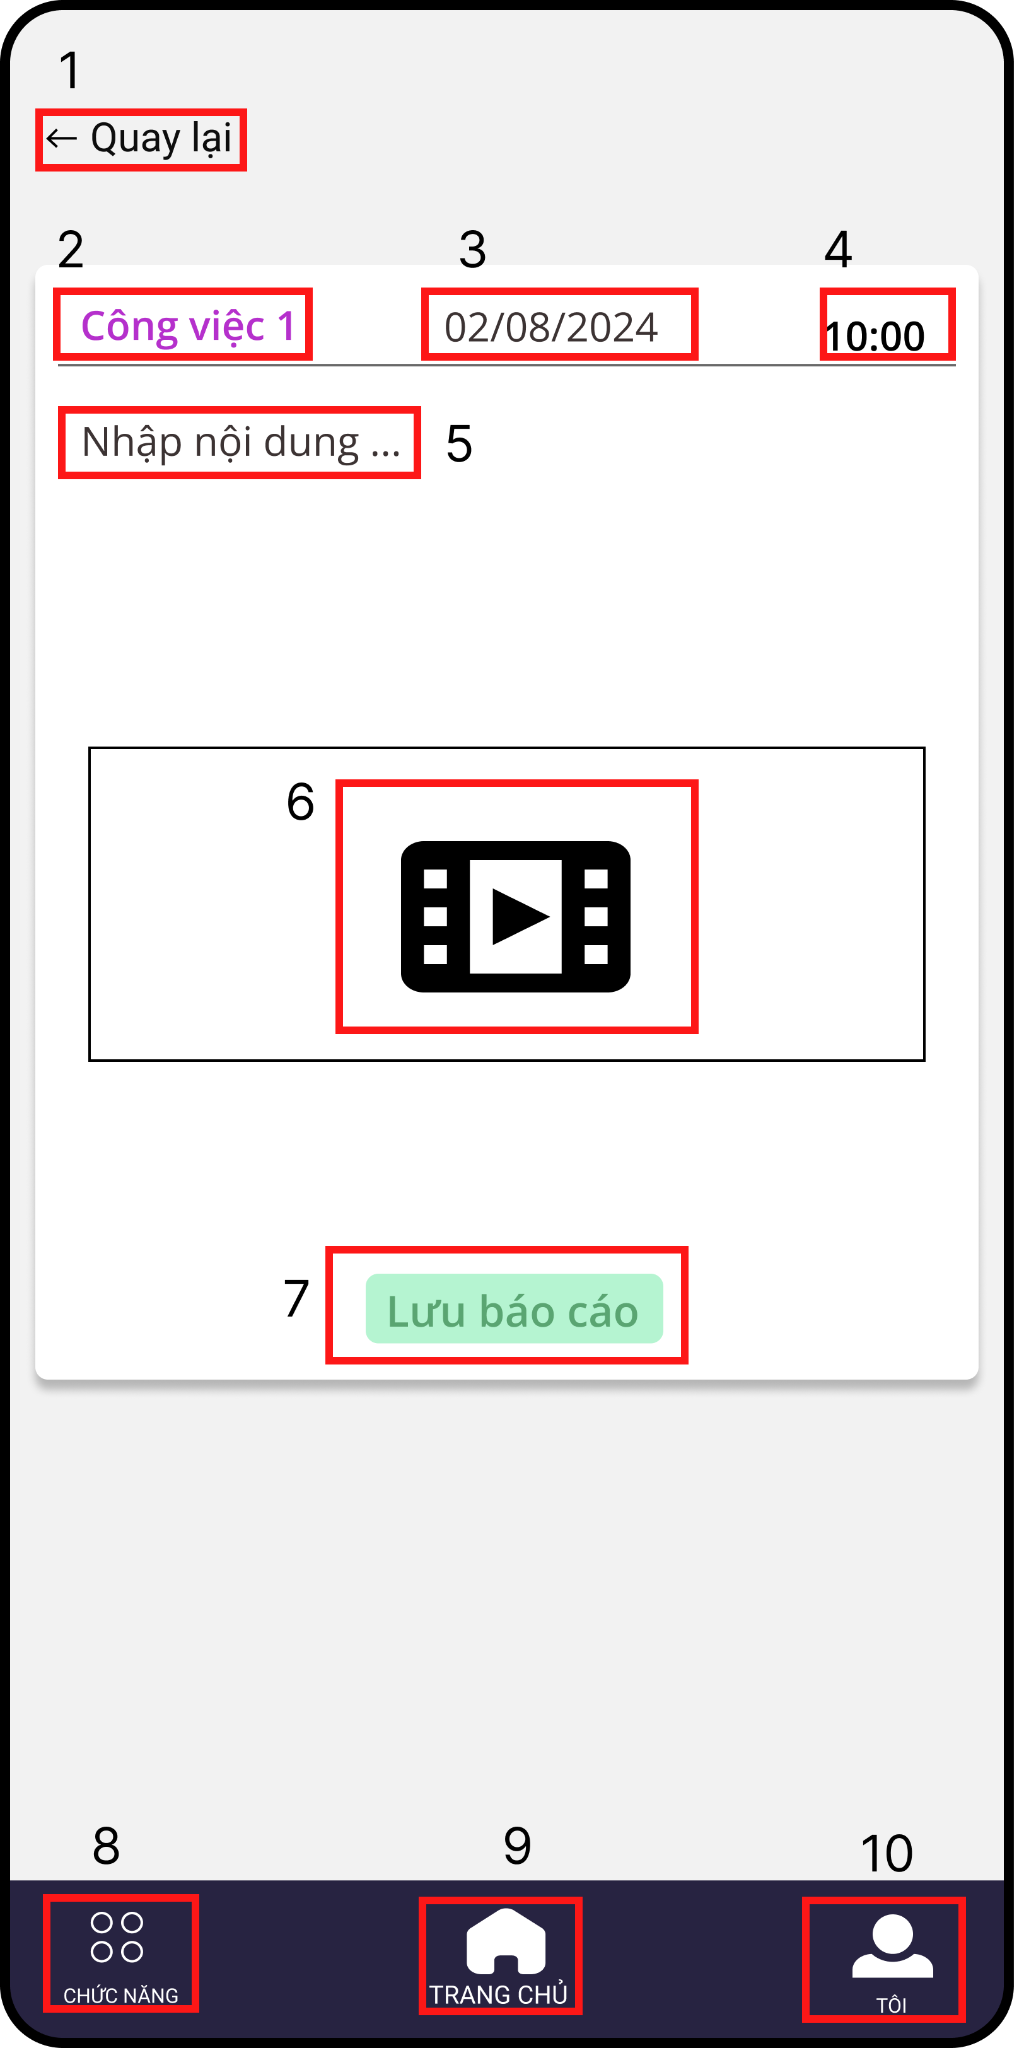 1
← Quay lại
2 3 4
Công việc 1 02/08/2024 10:00
Nhập nội dung ... 5
6
7 Lưu báo cáo
8 9 10
CHỨC NĂNG TRANG CHỦ TÔI